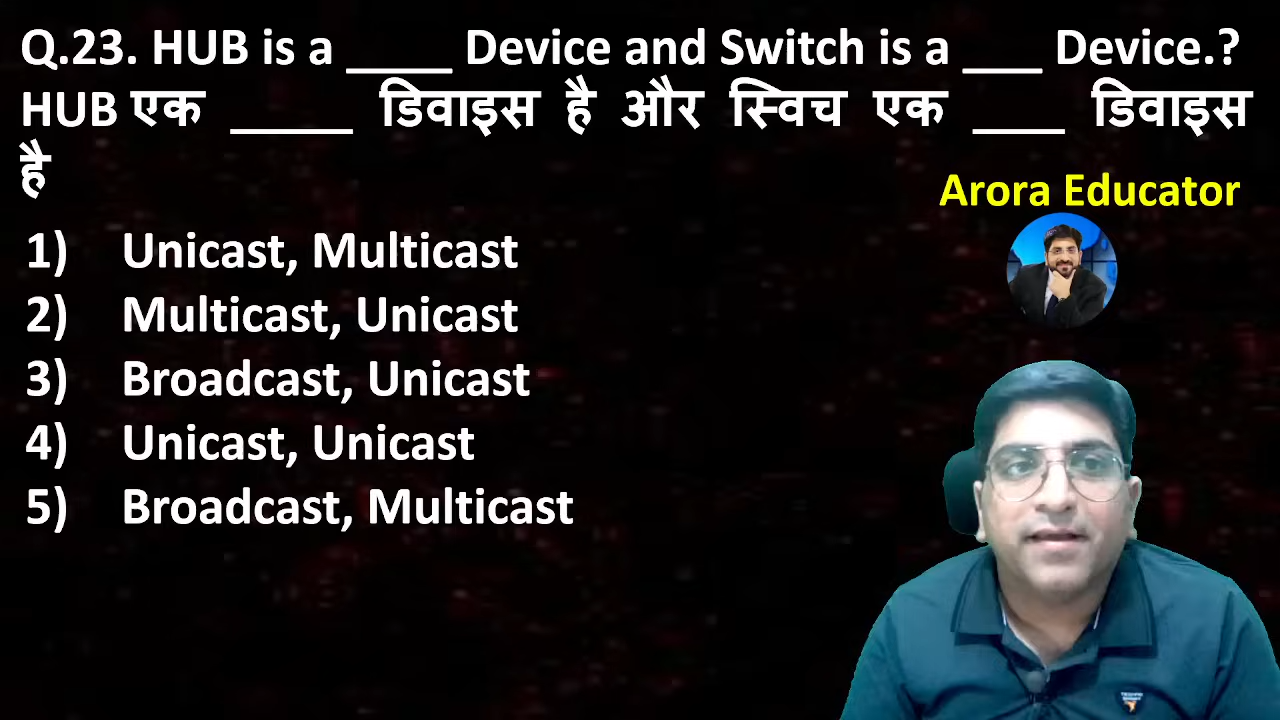 Q.23. HUB is a ____ Device and Switch is a ___ Device.?
HUB एक _____ डिवाइस है और स्विच एक ____ डिवाइस
है
Arora Educator
1) Unicast, Multicast
2) Multicast, Unicast
3) Broadcast, Unicast
4) Unicast, Unicast
5) Broadcast, Multicast